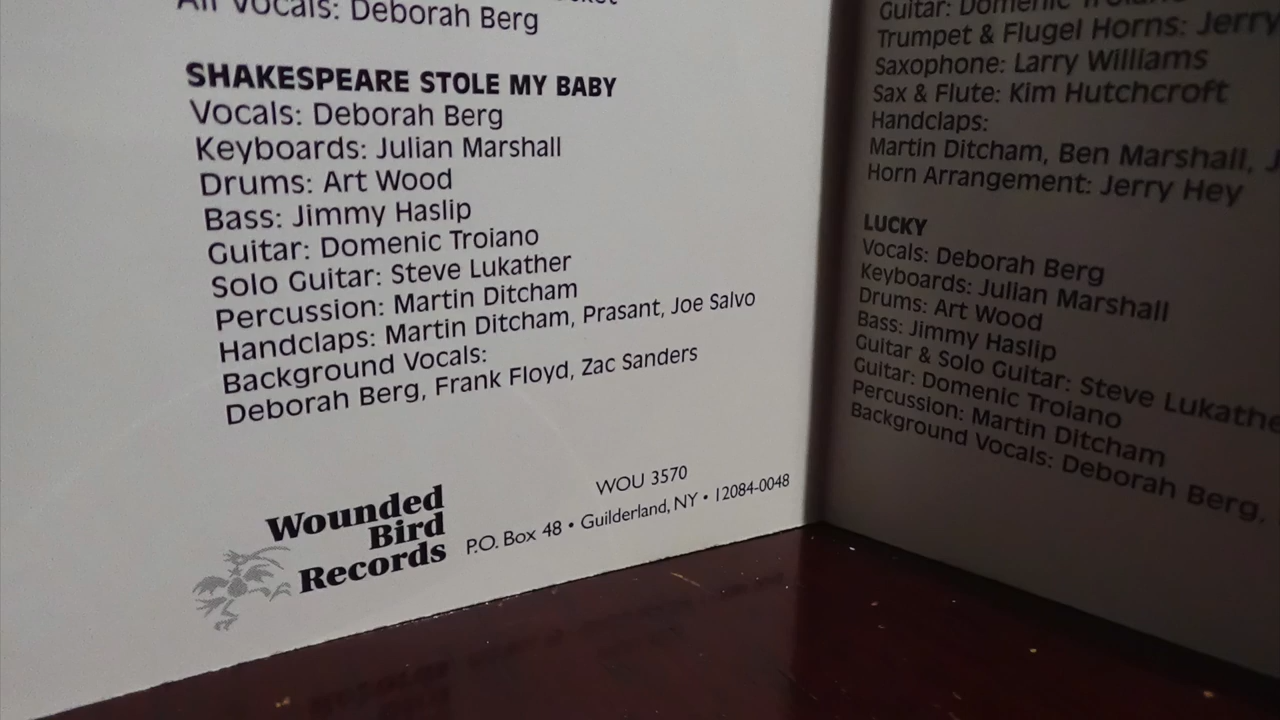 All Vocals: Deborah Berg
SHAKESPEARE STOLE MY BABY
Vocals: Deborah Berg
Keyboards: Julian Marshall
Drums: Art Wood
Bass: Jimmy Haslip
Guitar: Domenic Troiano
Solo Guitar: Steve Lukather
Percussion: Martin Ditcham
Handclaps: Martin Ditcham, Prasant, Joe Salvo
Background Vocals:
Deborah Berg, Frank Floyd, Zac Sanders
Wounded
Bird
Records
WOU 3570
P.O. Box 48 • Guilderland, NY • 12084-0048
Guitar: Domenic Troiano
Trumpet & Flugel Horns: Jerry
Saxophone: Larry Williams
Sax & Flute: Kim Hutchcroft
Handclaps:
Martin Ditcham, Ben Marshall,
Horn Arrangement: Jerry Hey
LUCKY
Vocals: Deborah Berg
Keyboards: Julian Marshall
Drums: Art Wood
Bass: Jimmy Haslip
Guitar & Solo Guitar: Steve Lukathe
Guitar: Domenic Troiano
Percussion: Martin Ditcham
Background Vocals: Deborah Berg,